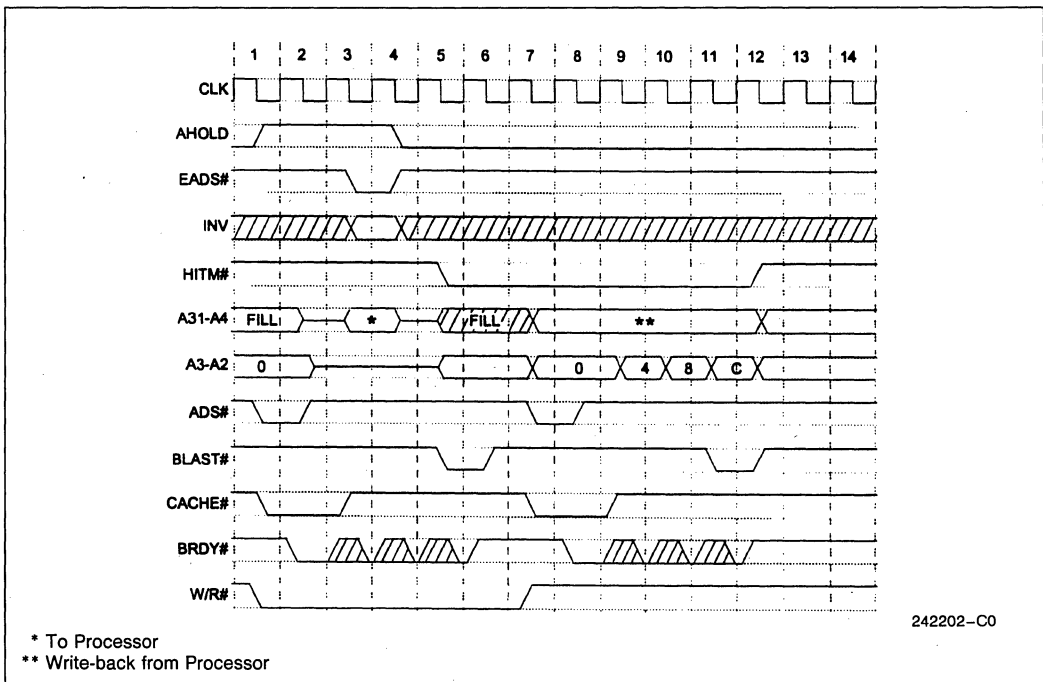 1 2 3 4 5 6 7 8 9 10 11 12 13 14
CLK
AHOLD
EADS#
INV
HITM#
A31-A4 FILL * FILL **
A3-A2 0 0 4 8 C
ADS#
BLAST#
CACHE#
BRDY#
W/R#
242202-C0
* To Processor
** Write-back from Processor